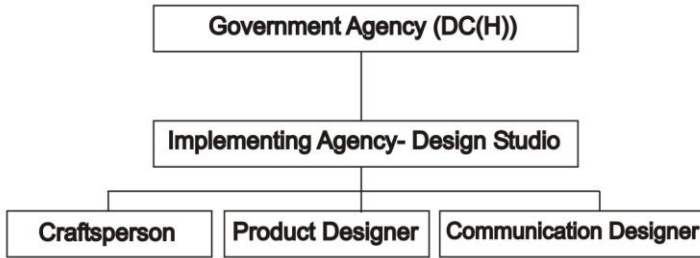 Government Agency (DC(H))
Implementing Agency- Design Studio
Craftsperson
Product Designer
Communication Designer